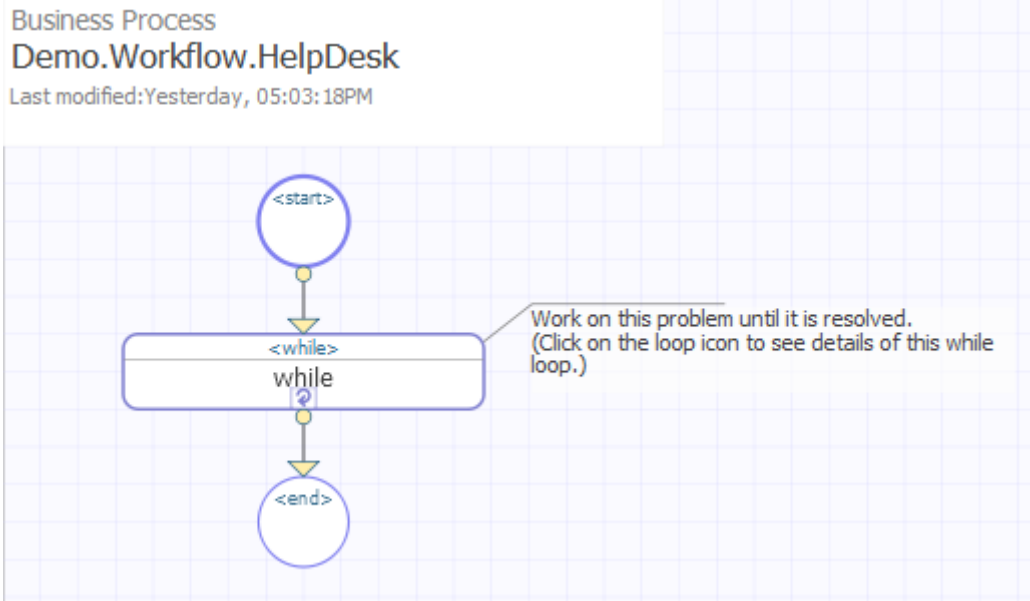 Business Process
Demo.Workflow.HelpDesk
Last modified:Yesterday, 05:03:18PM
<start>
<while>
while
Work on this problem until it is resolved.
(Click on the loop icon to see details of this while
loop.)
<end>